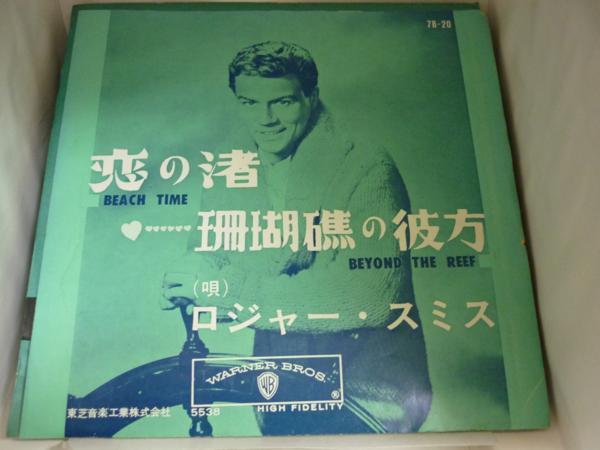 7B-20
恋の渚
BEACH TIME
珊瑚礁の彼方
BEYOND THE REEF
(唄)
ロジャー・スミス
WARNER BROS.
WB
®
HIGH FIDELITY
東芝音楽工業株式会社 5538